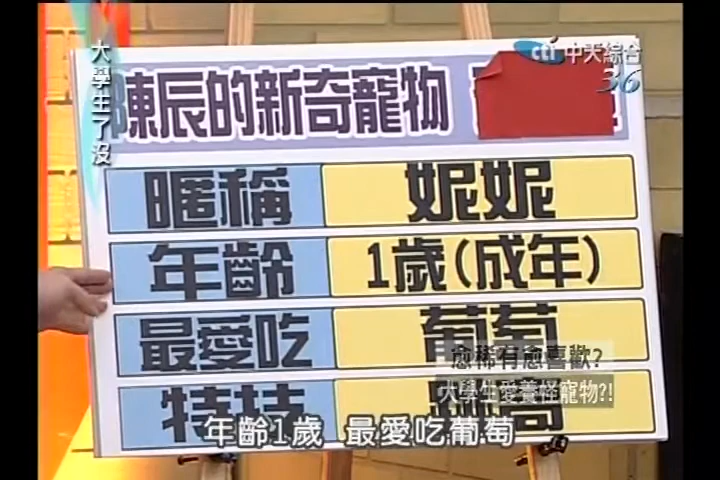 大學生了沒
cti 中天綜合
36
陳辰的新奇寵物
暱稱 妮妮
年齡 1歲(成年)
最愛吃 葡萄
特技
愈稀有愈喜歡?
大學生愛養怪寵物?!
年齡1歲 最愛吃葡萄